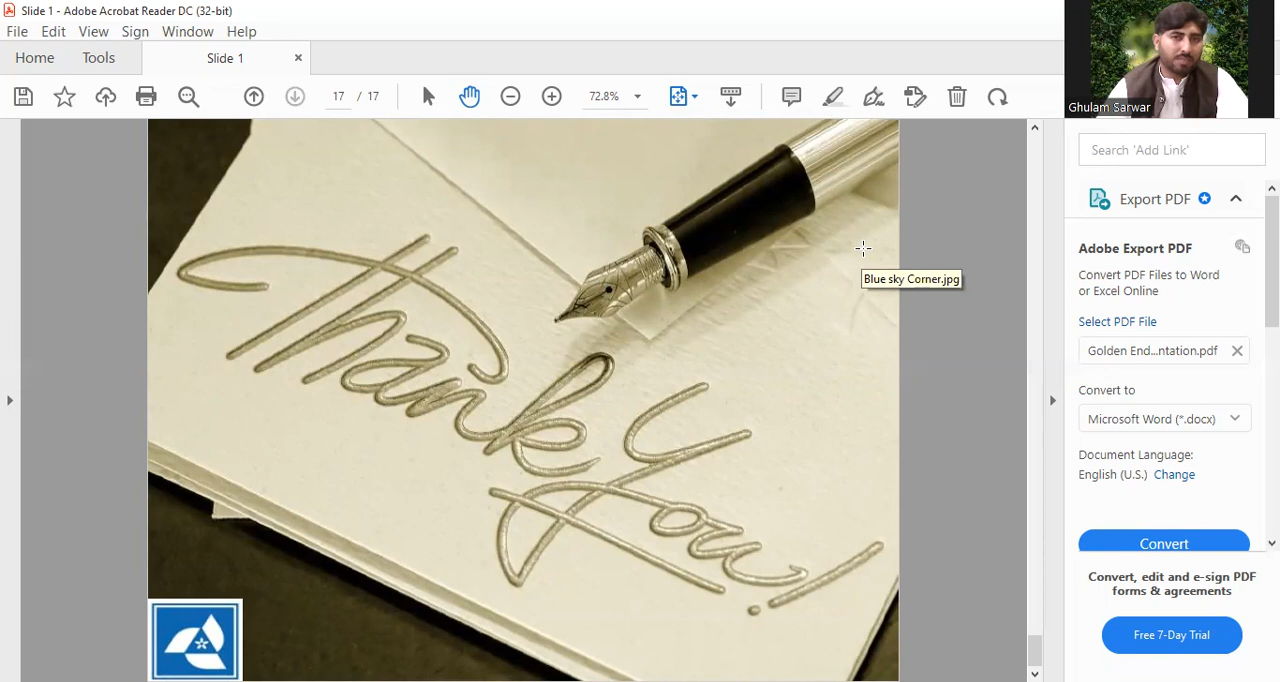 Slide 1 - Adobe Acrobat Reader DC (32-bit)
File Edit View Sign Window Help
Home Tools Slide 1
17 / 17 72.8%
Ghulam Sarwar
Search 'Add Link'
Export PDF
Adobe Export PDF
Convert PDF Files to Word
or Excel Online
Select PDF File
Golden End...ntation.pdf
Convert to
Microsoft Word (*.docx)
Document Language:
English (U.S.) Change
Convert
Convert, edit and e-sign PDF
forms & agreements
Free 7-Day Trial
Blue sky Corner.jpg
Thank
You!